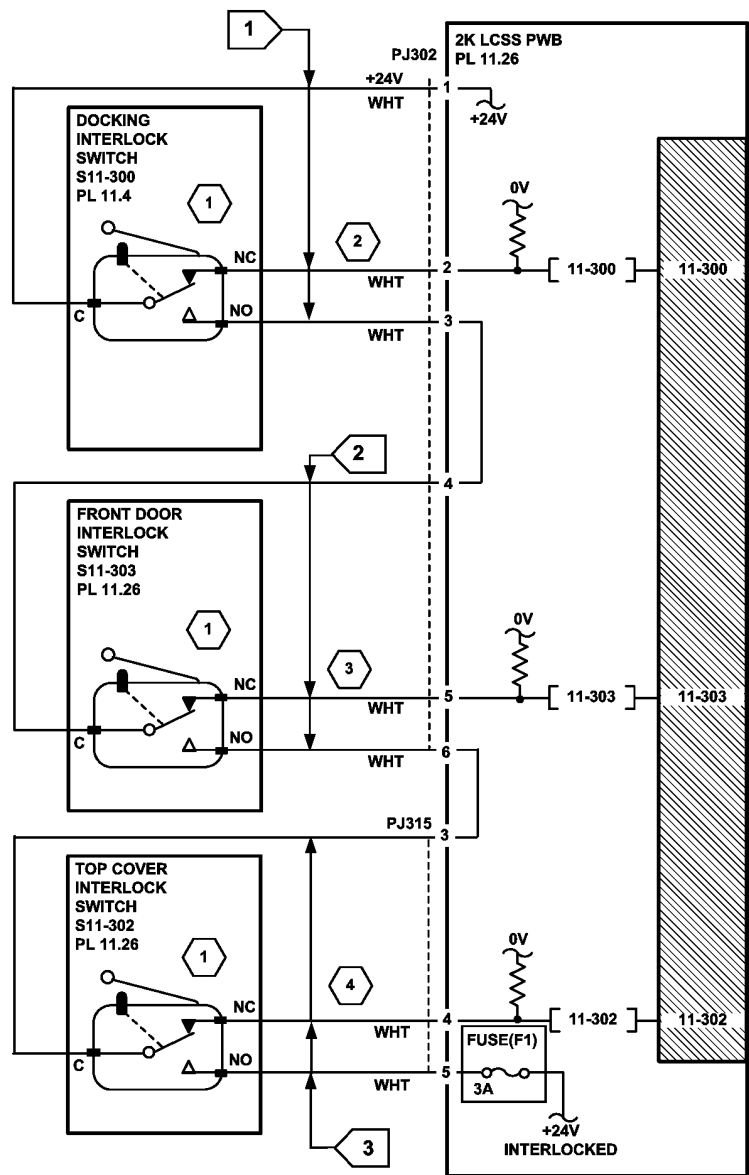 1
PJ302
2K LCSS PWB
PL 11.26
+24V
WHT
1
+24V
DOCKING
INTERLOCK
SWITCH
S11-300
PL 11.4
1
0V
NC
2
2
11-300
11-300
WHT
C
NO
3
WHT
2
4
FRONT DOOR
INTERLOCK
SWITCH
S11-303
PL 11.26
1
0V
NC
3
5
11-303
11-303
WHT
C
NO
6
WHT
PJ315
3
TOP COVER
INTERLOCK
SWITCH
S11-302
PL 11.26
1
0V
NC
4
4
11-302
11-302
WHT
FUSE(F1)
C
NO
5
WHT
3A
3
+24V
INTERLOCKED